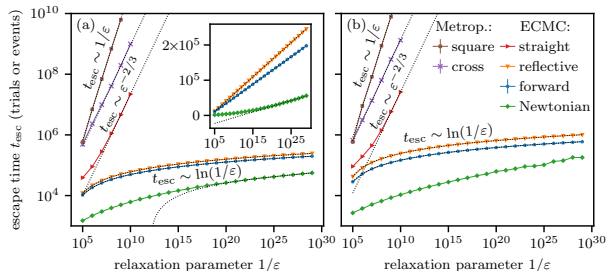 (a)
(b)
escape time t_esc (trials or events)
10^10
10^8
10^6
10^4
t_esc ~ 1/ε
t_esc ~ ε^−2/3
t_esc ~ ln(1/ε)
2×10^5
1×10^5
0
10^5 10^15 10^29
10^5 10^10 10^15 10^20 10^25 10^30
relaxation parameter 1/ε
t_esc ~ 1/ε
t_esc ~ ε^−2/3
t_esc ~ ln(1/ε)
Metrop.: ECMC:
square straight
cross reflective
forward
Newtonian
10^5 10^10 10^15 10^20 10^25 10^30
relaxation parameter 1/ε